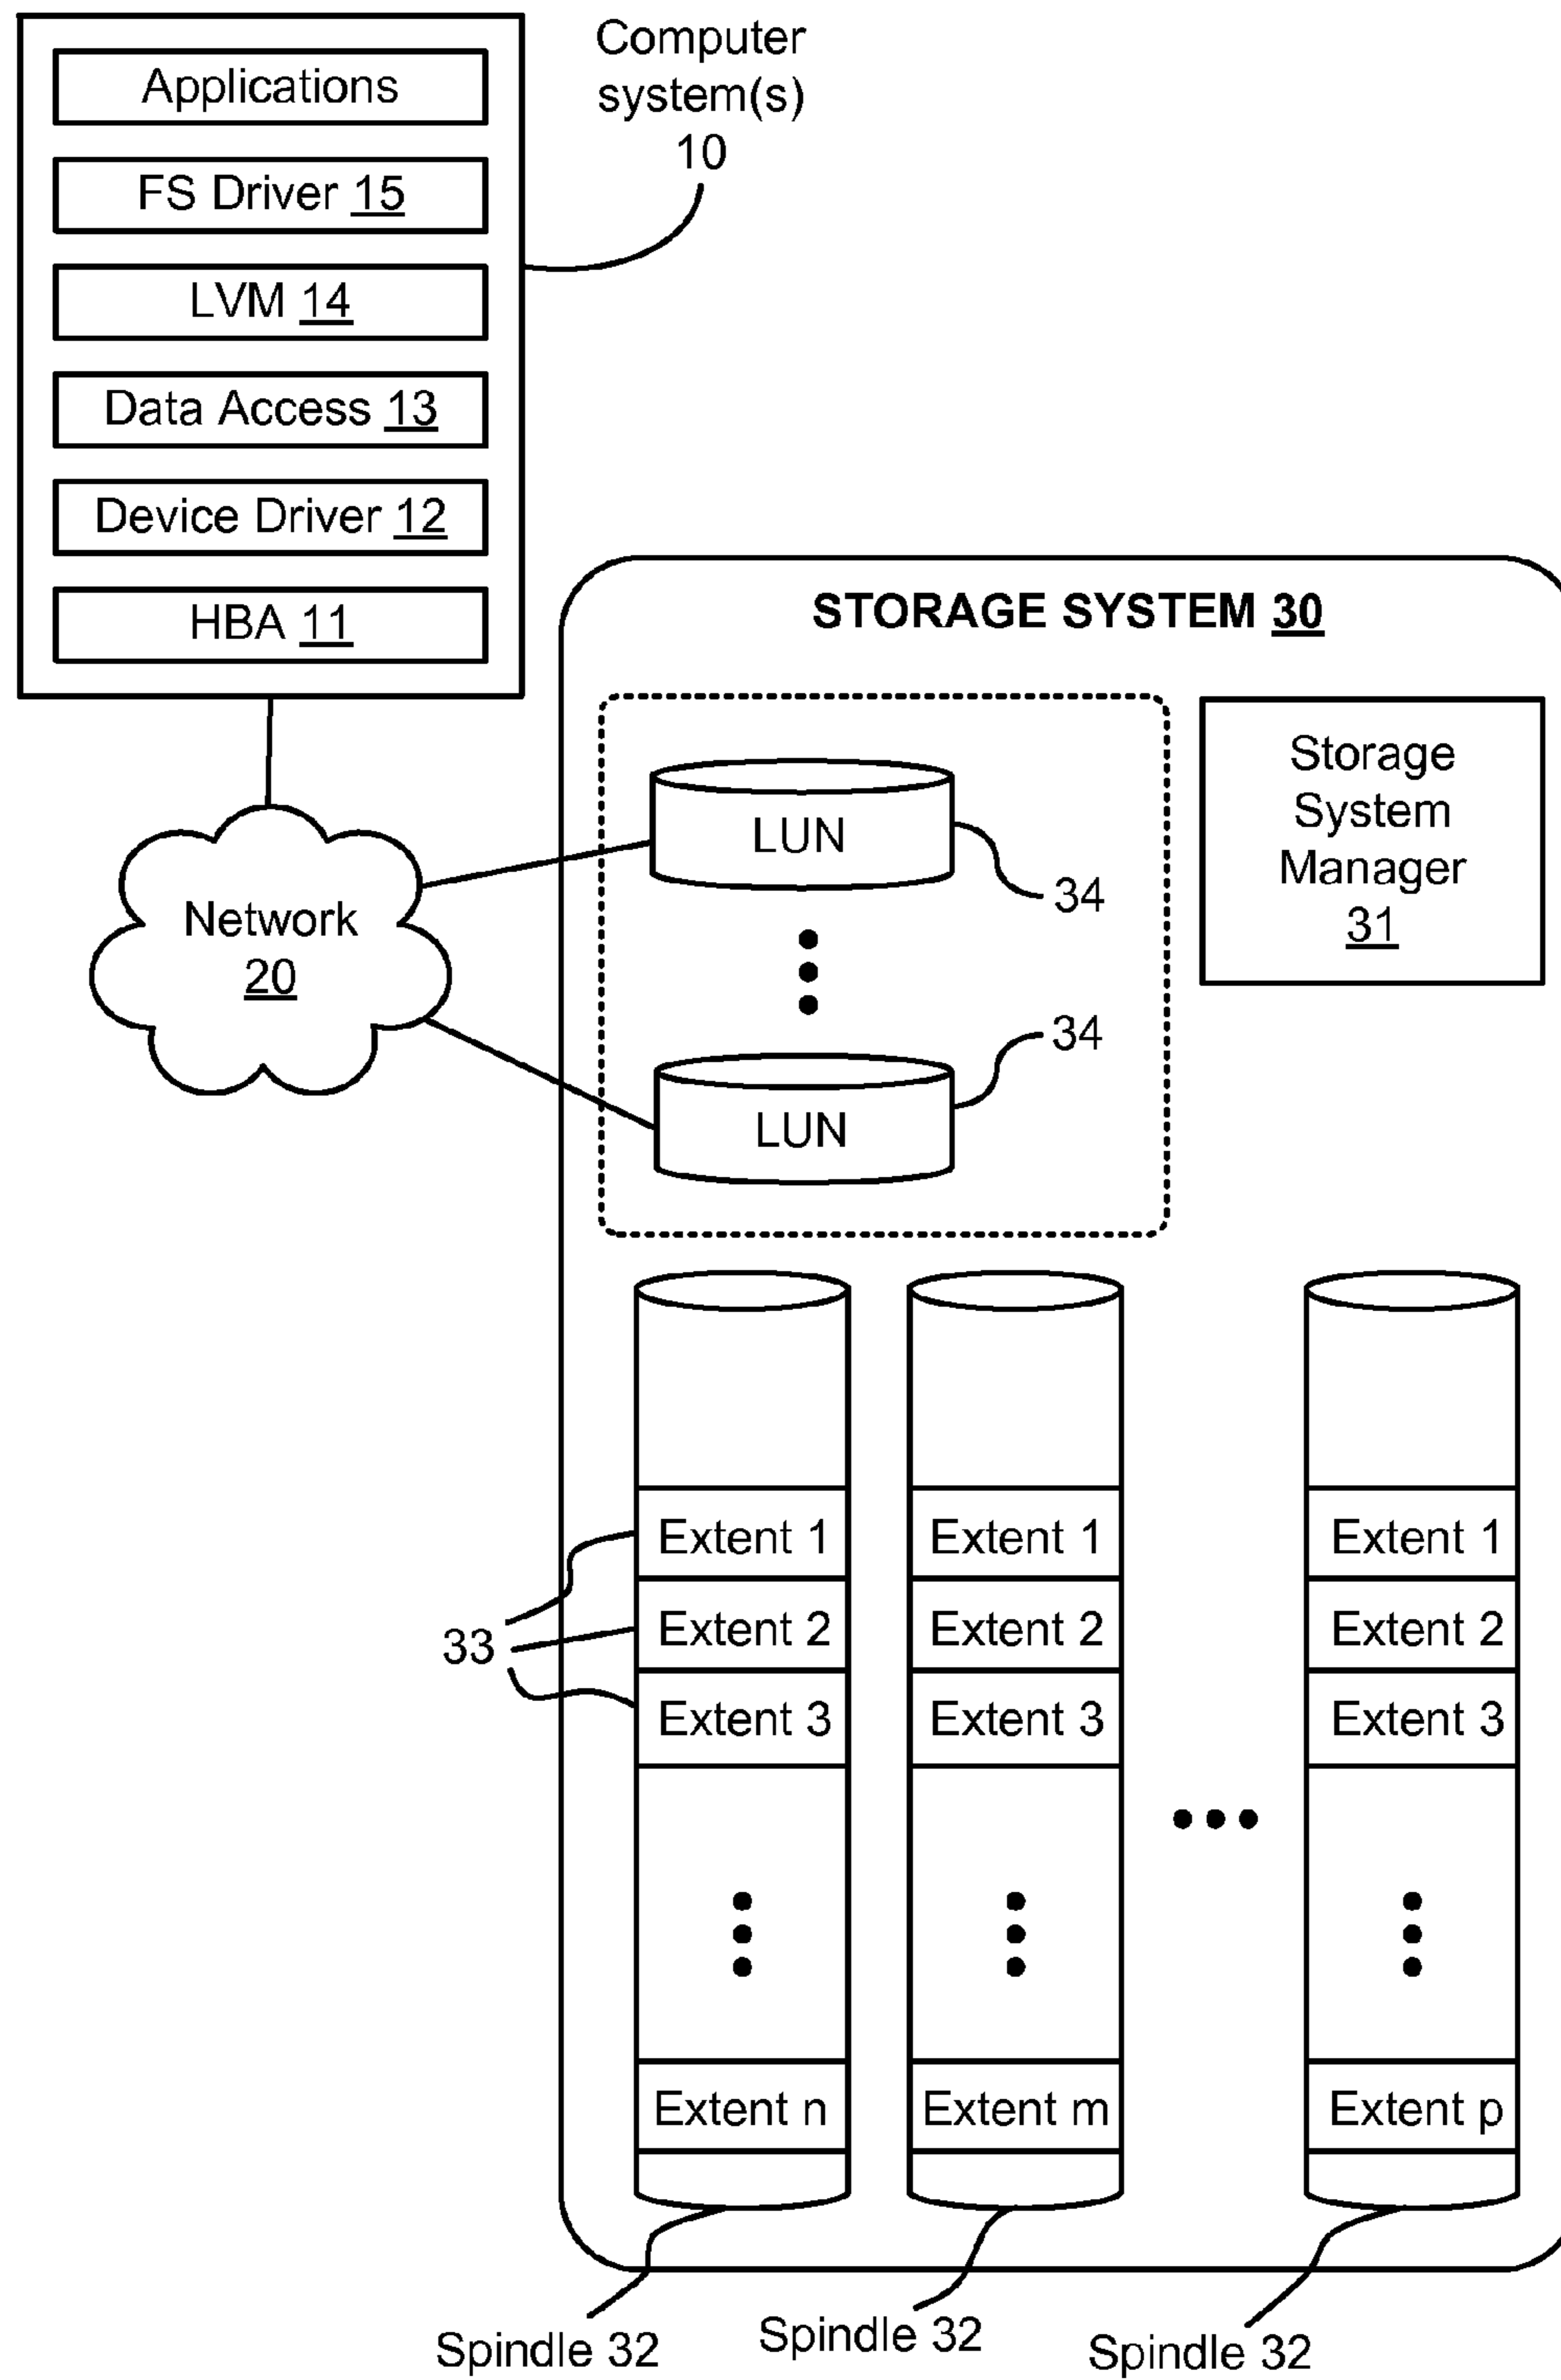 Applications
FS Driver 15
LVM 14
Data Access 13
Device Driver 12
HBA 11
Computer
system(s)
10
Network
20
STORAGE SYSTEM 30
LUN
34
LUN
34
Storage
System
Manager
31
Extent 1
Extent 2
Extent 3
Extent n
33
Extent 1
Extent 2
Extent 3
Extent m
Extent 1
Extent 2
Extent 3
Extent p
Spindle 32
Spindle 32
Spindle 32